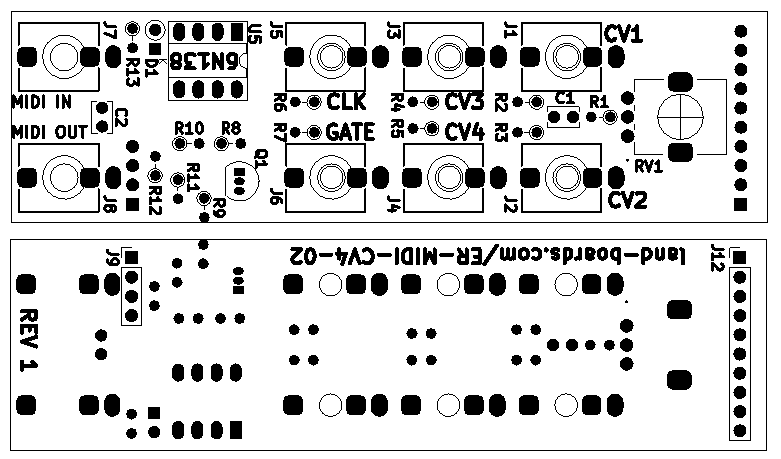 J7
R13
D1
U5
6N138
J5
J3
J1
CV1
MIDI IN
C2
R6
CLK
R4
CV3
R2
C1
R1
MIDI OUT
R10
R8
R7
GATE
R5
CV4
R3
Q1
RV1
J8
R12
R11
R9
J6
J4
J2
CV2
J9
land-boards.com/ER-MIDI-CV4-02
J12
REV 1